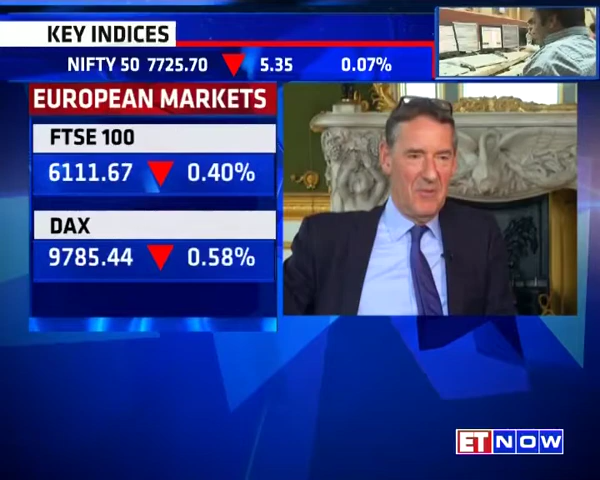 KEY INDICES
NIFTY 50 7725.70 5.35 0.07%
EUROPEAN MARKETS
FTSE 100
6111.67 0.40%
DAX
9785.44 0.58%
ET NOW